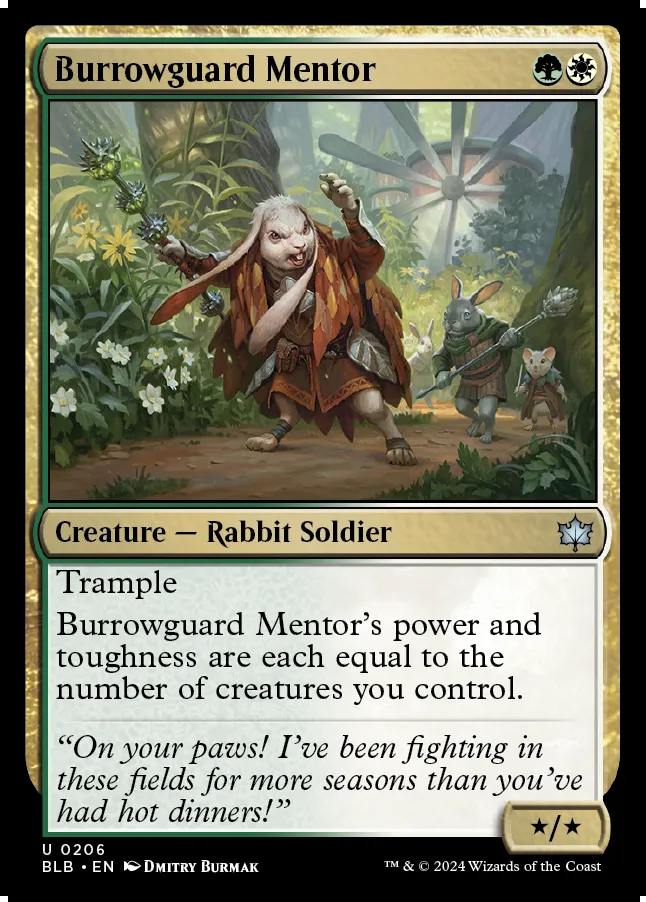 Burrowguard Mentor
Creature — Rabbit Soldier
Trample
Burrowguard Mentor's power and
toughness are each equal to the
number of creatures you control.
“On your paws! I've been fighting in
these fields for more seasons than you've
had hot dinners!”
★/★
U 0206
BLB • EN Dmitry Burmak
™ & © 2024 Wizards of the Coast